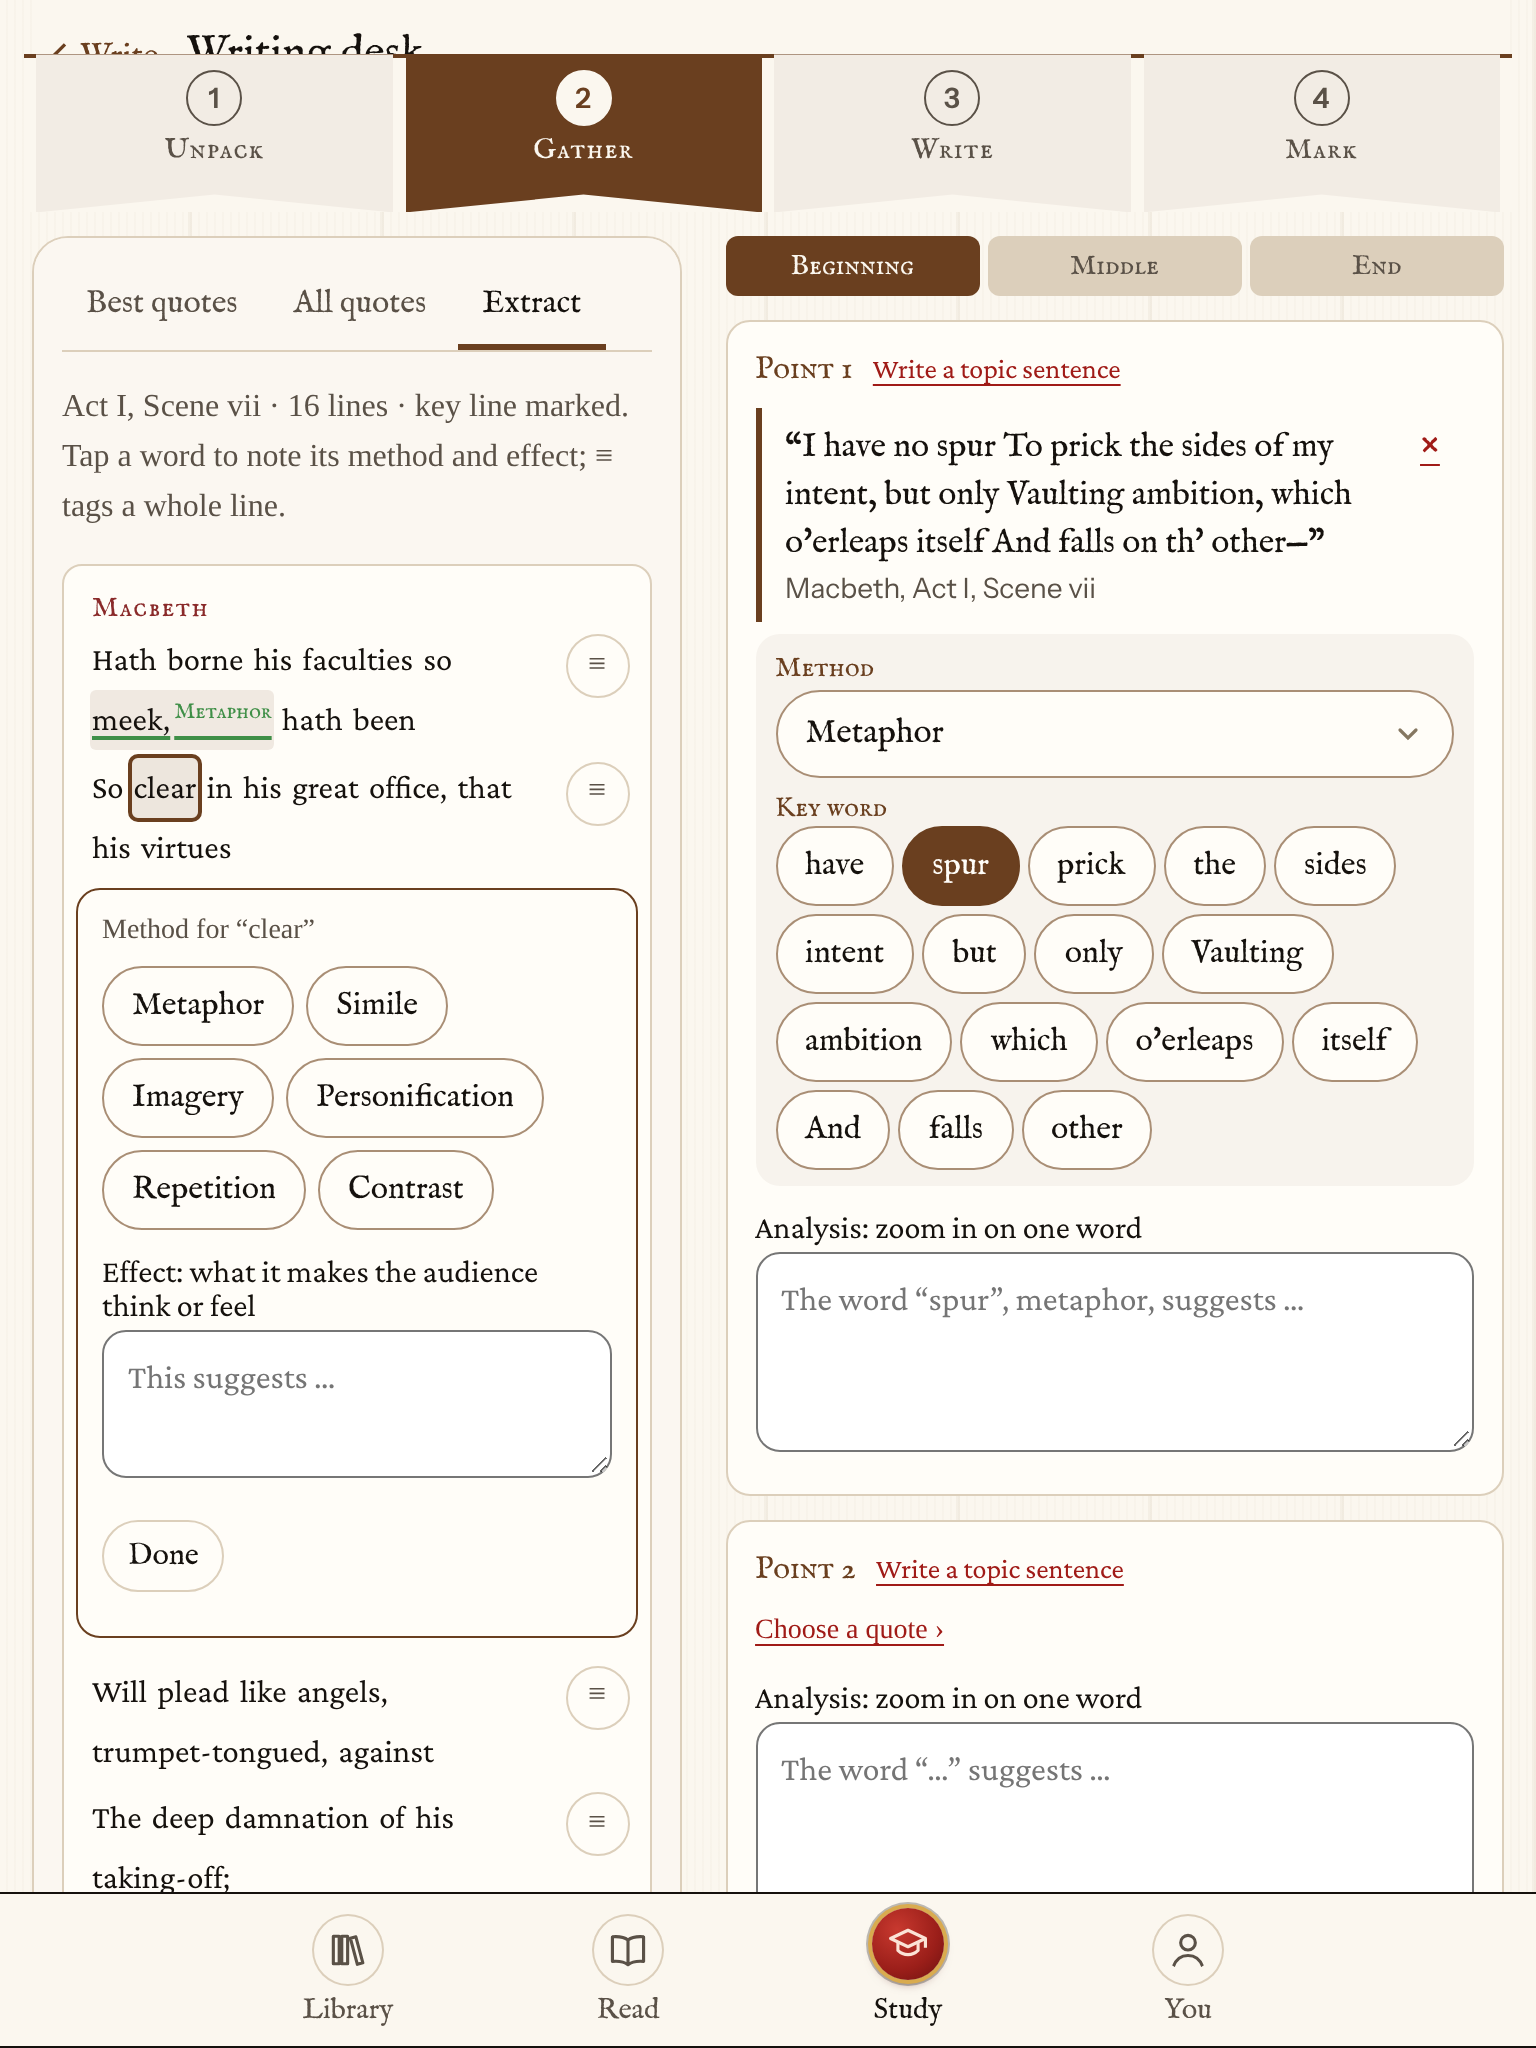 Write Writing desk
1 2 3 4
Unpack Gather Write Mark
Best quotes All quotes Extract
Act I, Scene vii · 16 lines · key line marked.
Tap a word to note its method and effect; ≡
tags a whole line.
Macbeth
Hath borne his faculties so
meek, Metaphor hath been
So clear in his great office, that
his virtues
Method for “clear”
Metaphor Simile
Imagery Personification
Repetition Contrast
Effect: what it makes the audience
think or feel
This suggests ...
Done
Will plead like angels,
trumpet-tongued, against
The deep damnation of his
taking-off;
Beginning Middle End
Point 1 Write a topic sentence
“I have no spur To prick the sides of my
intent, but only Vaulting ambition, which
o’erleaps itself And falls on th’ other—”
×
Macbeth, Act I, Scene vii
Method
Metaphor
Key word
have spur prick the sides
intent but only Vaulting
ambition which o’erleaps itself
And falls other
Analysis: zoom in on one word
The word “spur”, metaphor, suggests ...
Point 2 Write a topic sentence
Choose a quote ›
Analysis: zoom in on one word
The word “...” suggests ...
Library Read Study You